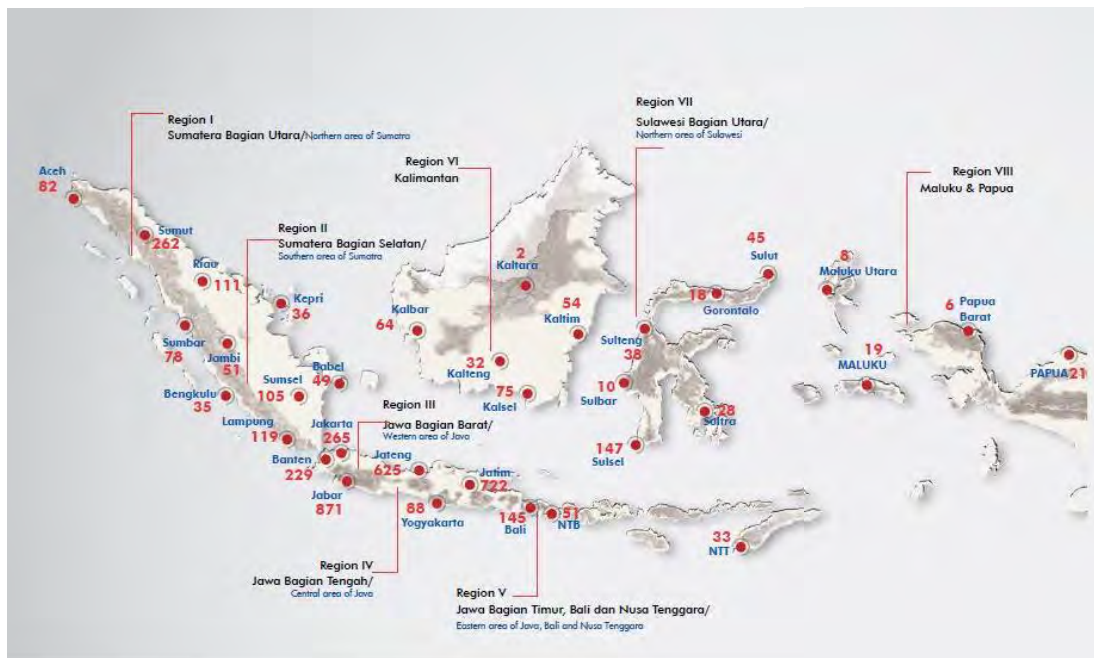 Region I
Sumatera Bagian Utara/Northern area of Sumatra
Aceh
82
Sumut
262
Riau
111
Kepri
36
Region II
Sumatera Bagian Selatan/
Southern area of Sumatra
Sumbar
78
Jambi
51
Bengkulu
35
Sumsel
105
Babel
49
Lampung
119
Region III
Jawa Bagian Barat/
Western area of Java
Jakarta
265
Banten
229
Jabar
871
Region IV
Jawa Bagian Tengah/
Central area of Java
Jateng
625
88
Yogyakarta
Region V
Jawa Bagian Timur, Bali dan Nusa Tenggara/
Eastern area of Java, Bali and Nusa Tenggara
Jatim
722
145
Bali
51
NTB
33
NTT
Region VI
Kalimantan
2
Kaltara
Kalbar
64
54
Kaltim
32
Kalteng
75
Kalsel
Region VII
Sulawesi Bagian Utara/
Northern area of Sulawesi
45
Sulut
18
Gorontalo
Sulteng
38
10
Sulbar
28
Sultra
147
Sulsel
Region VIII
Maluku & Papua
8
Maluku Utara
6 Papua
Barat
19
MALUKU
PAPUA 21